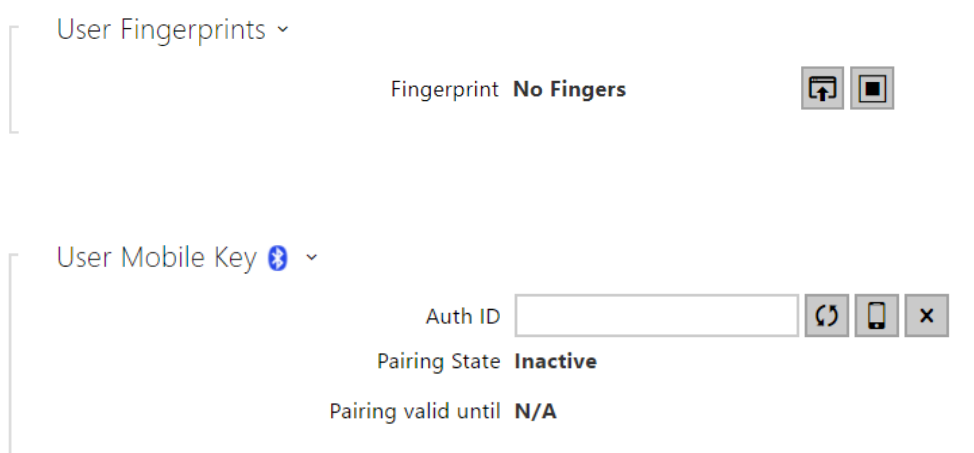 User Fingerprints
Fingerprint No Fingers
User Mobile Key
Auth ID
Pairing State Inactive
Pairing valid until N/A